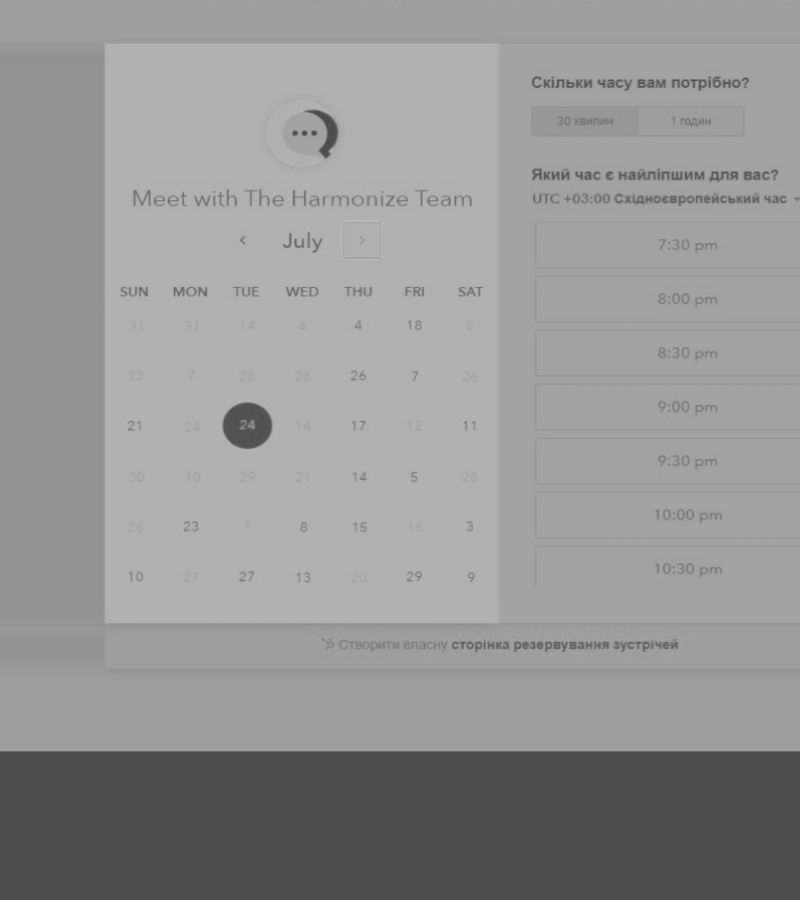 Meet with The Harmonize Team
July
SUN MON TUE WED THU FRI SAT
31 31 14 4 4 18 5
13 7 28 28 26 7 28
21 24 24 14 17 12 11
30 10 29 21 14 5 28
26 23 1 8 15 16 3
10 27 27 13 20 29 9
Скільки часу вам потрібно?
30 хвилин 1 годин
Який час є найліпшим для вас?
UTC +03:00 Східноєвропейський час
7:30 pm
8:00 pm
8:30 pm
9:00 pm
9:30 pm
10:00 pm
10:30 pm
Створити власну сторінка резервування зустрічей